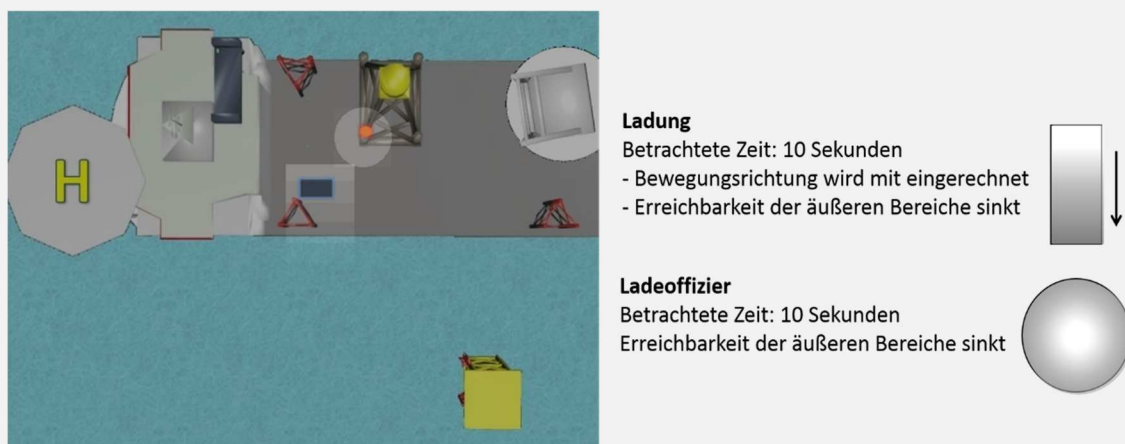 H
Ladung
Betrachtete Zeit: 10 Sekunden
- Bewegungsrichtung wird mit eingerechnet
- Erreichbarkeit der äußeren Bereiche sinkt
Ladeoffizier
Betrachtete Zeit: 10 Sekunden
Erreichbarkeit der äußeren Bereiche sinkt